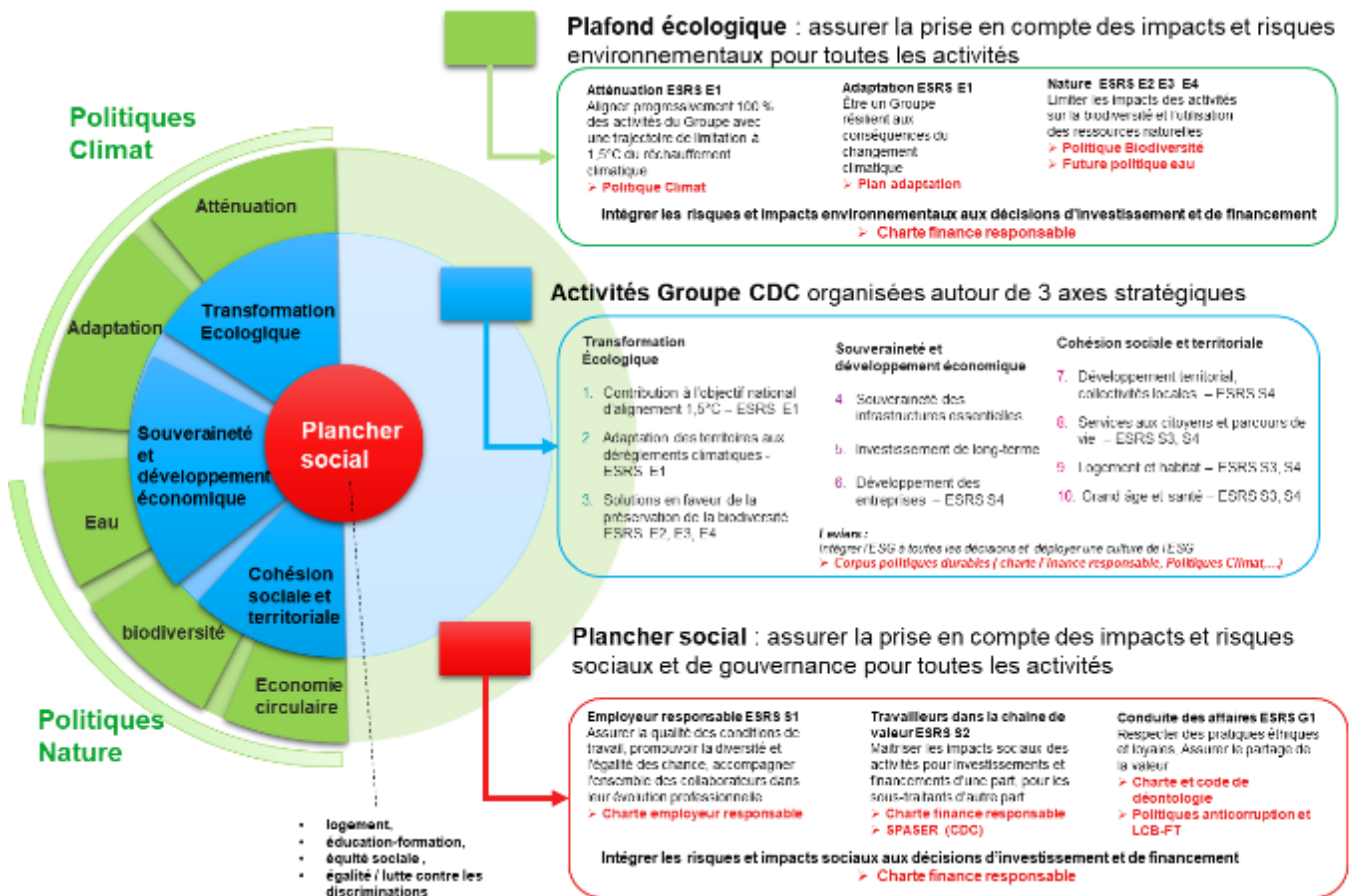 Politiques
Climat
Atténuation
Adaptation
Eau
biodiversité
Economie
circulaire
Politiques
Nature
Transformation
Ecologique
Souveraineté
et
développement
économique
Cohésion
sociale et
territoriale
Plancher
social
logement,
éducation-formation,
équité sociale ,
égalité / lutte contre les
discriminations
Plafond écologique : assurer la prise en compte des impacts et risques
environnementaux pour toutes les activités
Atténuation ESRS E1
Aligner progressivement 100 %
des activités du Groupe avec
une trajectoire de limitation à
1,5°C du réchauffement
climatique
➢ Politique Climat
Adaptation ESRS E1
Être un Groupe
résilient aux
conséquences du
changement
climatique
➢ Plan adaptation
Nature ESRS E2 E3 E4
Limiter les impacts des activités
sur la biodiversité et l'utilisation
des ressources naturelles
➢ Politique Biodiversité
➢ Future politique eau
Intégrer les risques et impacts environnementaux aux décisions d'investissement et de financement
➢ Charte finance responsable
Activités Groupe CDC organisées autour de 3 axes stratégiques
Transformation
Écologique
1. Contribution à l'objectif national
d'alignement 1,5°C – ESRS E1
2. Adaptation des territoires aux
dérèglements climatiques -
ESRS E1
3. Solutions en faveur de la
préservation de la biodiversité
ESRS E2, E3, E4
Souveraineté et
développement économique
4. Souveraineté des
infrastructures essentielles
5. Investissement de long-terme
6. Développement des
entreprises – ESRS S4
Cohésion sociale et territoriale
7. Développement territorial,
collectivités locales – ESRS S4
8. Services aux citoyens et parcours de
vie – ESRS S3, S4
9. Logement et habitat – ESRS S3, S4
10. Grand âge et santé – ESRS S3, S4
Leviers :
Intégrer l'ESG à toutes les décisions et déployer une culture de l'ESG
➢ Corpus politiques durables ( charte Finance responsable, Politiques Climat,…)
Plancher social : assurer la prise en compte des impacts et risques
sociaux et de gouvernance pour toutes les activités
Employeur responsable ESRS S1
Assurer la qualité des conditions de
travail, promouvoir la diversité et
l'égalité des chance, accompagner
l'ensemble des collaborateurs dans
leur évolution professionnelle
➢ Charte employeur responsable
Travailleurs dans la chaîne de
valeur ESRS S2
Maîtriser les impacts sociaux des
activités pour investissements et
financements d'une part, pour les
sous-traitants d'autre part
➢ Charte finance responsable
➢ SPASER (CDC)
Conduite des affaires ESRS G1
Respecter des pratiques éthiques
et loyales, Assurer le partage de
la valeur
➢ Charte et code de
déontologie
➢ Politiques anticorruption et
LCB-FT
Intégrer les risques et impacts sociaux aux décisions d'investissement et de financement
➢ Charte finance responsable